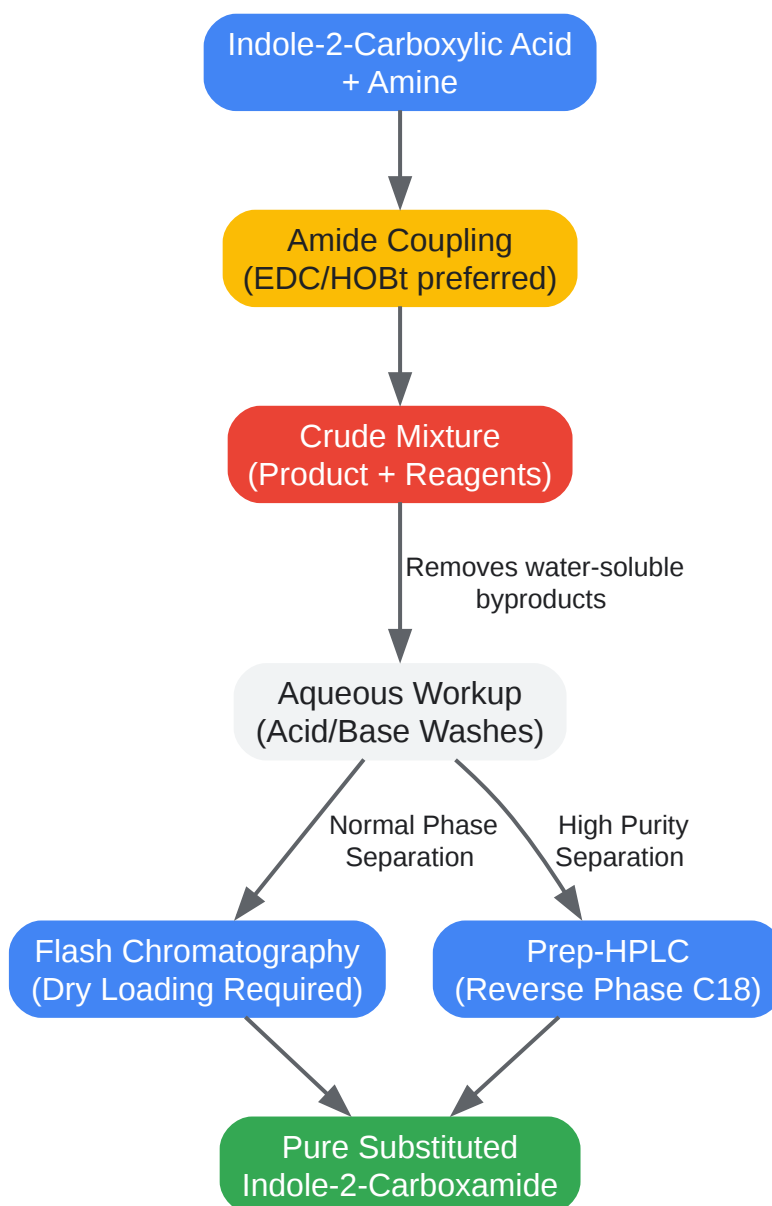 Indole-2-Carboxylic Acid
+ Amine
Amide Coupling
(EDC/HOBt preferred)
Crude Mixture
(Product + Reagents)
Removes water-soluble
byproducts
Aqueous Workup
(Acid/Base Washes)
Normal Phase
Separation
High Purity
Separation
Flash Chromatography
(Dry Loading Required)
Prep-HPLC
(Reverse Phase C18)
Pure Substituted
Indole-2-Carboxamide